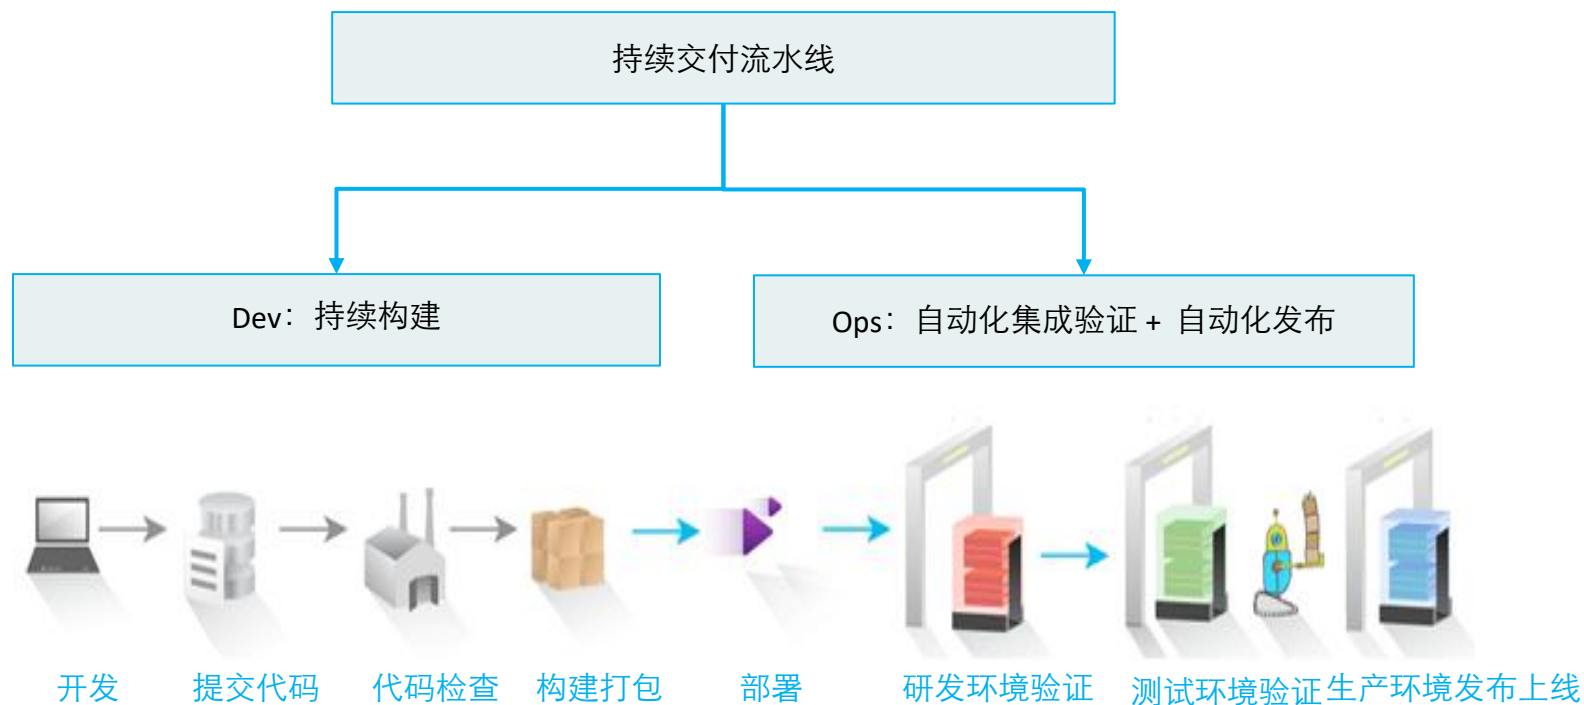 持续交付流水线
Dev：持续构建
Ops：自动化集成验证 + 自动化发布
开发
提交代码
代码检查
构建打包
部署
研发环境验证
测试环境验证
生产环境发布上线